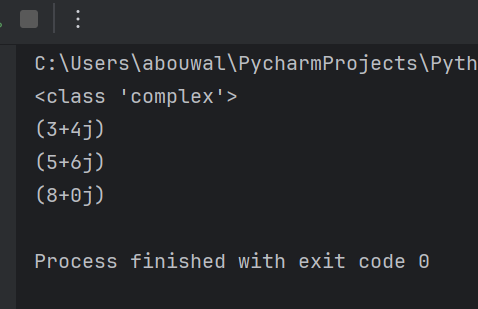 C:\Users\abouwal\PycharmProjects\Pyth
<class 'complex'>
(3+4j)
(5+6j)
(8+0j)
Process finished with exit code 0